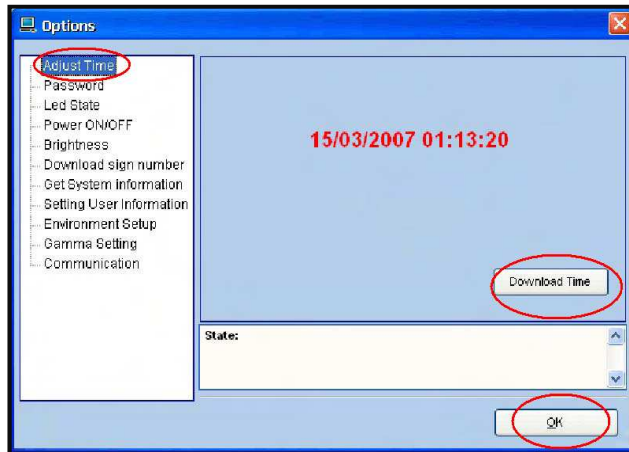 Options
Adjust Time
Password
Led State
Power ON/OFF
Brightness
Download sign number
Get System information
Setting User Information
Environment Setup
Gamma Setting
Communication
15/03/2007 01:13:20
Download Time
State:
OK